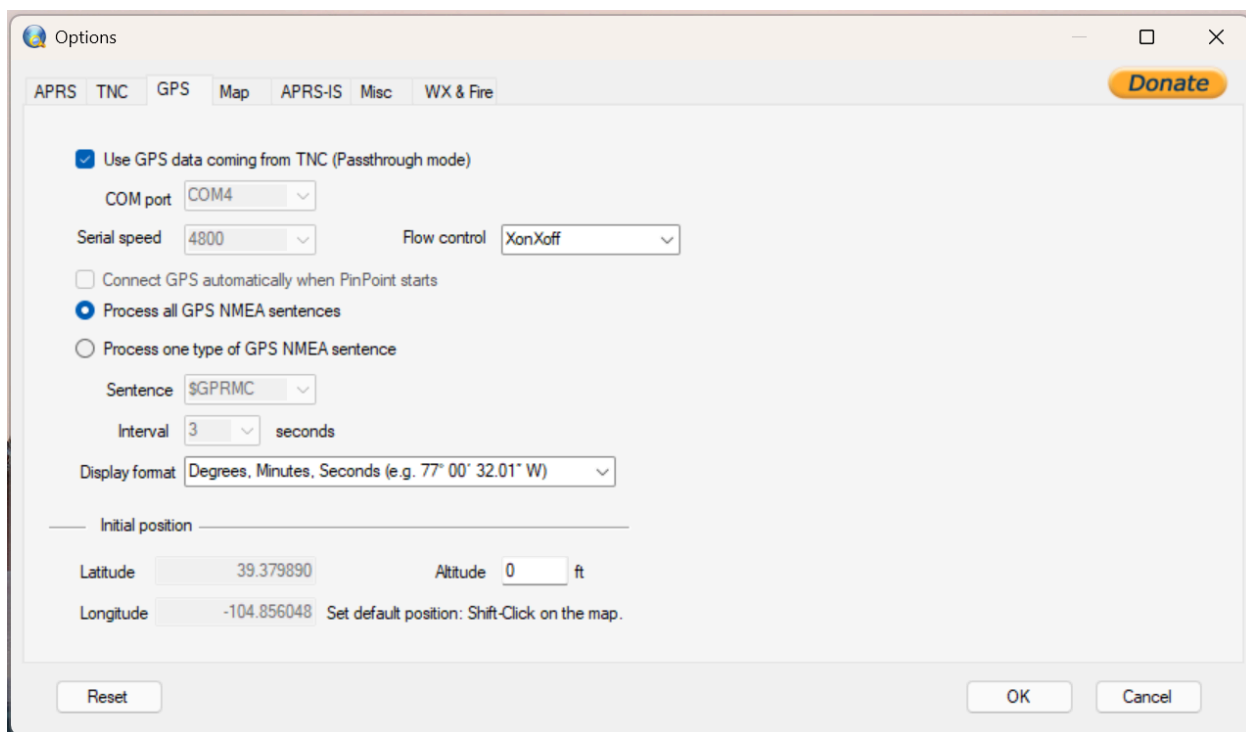 Options
APRS TNC GPS Map APRS-IS Misc WX & Fire Donate
Use GPS data coming from TNC (Passthrough mode)
COM port COM4
Serial speed 4800 Flow control XonXoff
Connect GPS automatically when PinPoint starts
Process all GPS NMEA sentences
Process one type of GPS NMEA sentence
Sentence $GPRMC
Interval 3 seconds
Display format Degrees, Minutes, Seconds (e.g. 77° 00´ 32.01˝ W)
Initial position
Latitude 39.379890 Altitude 0 ft
Longitude -104.856048 Set default position: Shift-Click on the map.
Reset OK Cancel